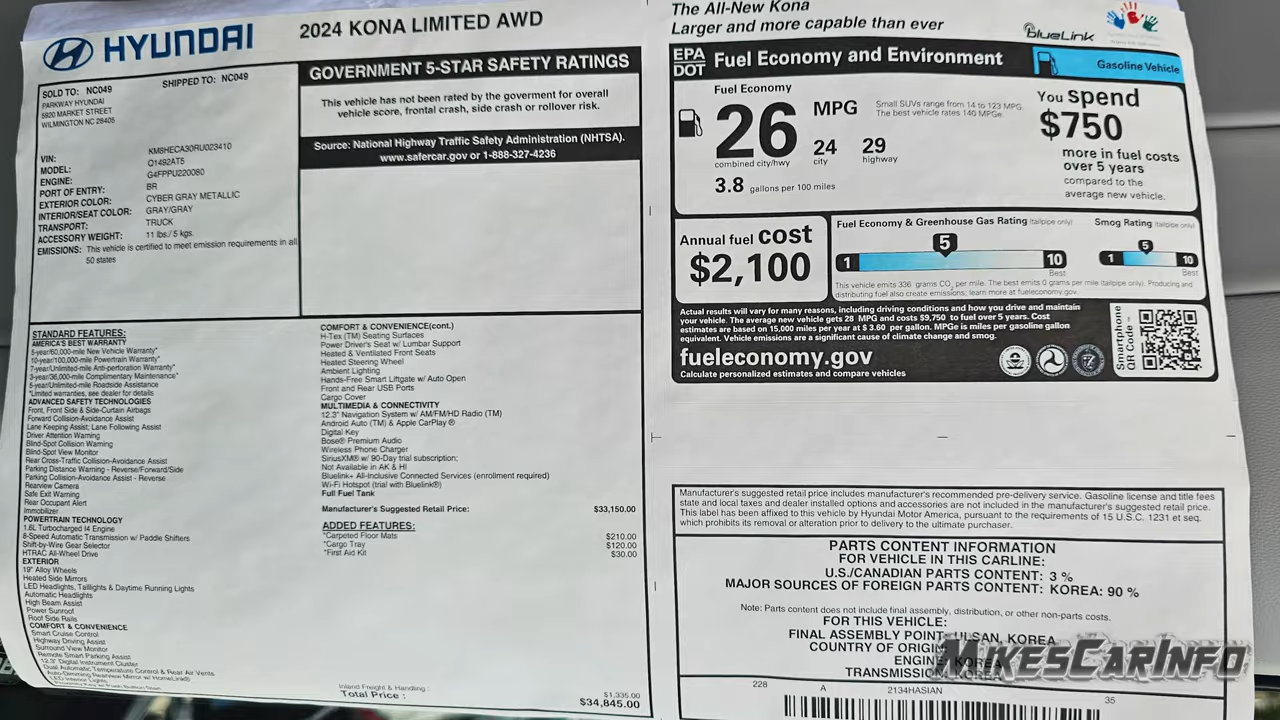 HYUNDAI
2024 KONA LIMITED AWD
SOLD TO: NC049
SHIPPED TO: NC049
PARKWAY HYUNDAI
5920 MARKET STREET
WILMINGTON NC 28405
VIN: KM8HECA30RU023410
MODEL: Q1492AT5
ENGINE: G4FPPU220080
PORT OF ENTRY: BR
EXTERIOR COLOR: CYBER GRAY METALLIC
INTERIOR/SEAT COLOR: GRAY/GRAY
TRANSPORT: TRUCK
ACCESSORY WEIGHT: 11 lbs./ 5 kgs.
EMISSIONS: This vehicle is certified to meet emission requirements in all
50 states
GOVERNMENT 5-STAR SAFETY RATINGS
This vehicle has not been rated by the goverment for overall
vehicle score, frontal crash, side crash or rollover risk.
Source: National Highway Traffic Safety Administration (NHTSA).
www.safercar.gov or 1-888-327-4236
STANDARD FEATURES:
AMERICA'S BEST WARRANTY
5-year/60,000-mile New Vehicle Warranty*
10-year/100,000-mile Powertrain Warranty*
7-year/Unlimited-mile Anti-perforation Warranty*
3-year/36,000-mile Complimentary Maintenance*
5-year/Unlimited-mile Roadside Assistance
*Limited warranties, see dealer for details
ADVANCED SAFETY TECHNOLOGIES
Front, Front Side & Side-Curtain Airbags
Forward Collision-Avoidance Assist
Lane Keeping Assist; Lane Following Assist
Driver Attention Warning
Blind-Spot Collision Warning
Blind-Spot View Monitor
Rear Cross-Traffic Collision-Avoidance Assist
Parking Distance Warning - Reverse/Forward/Side
Parking Collision-Avoidance Assist - Reverse
Rearview Camera
Safe Exit Warning
Rear Occupant Alert
Immobilizer
POWERTRAIN TECHNOLOGY
1.6L Turbocharged I4 Engine
8-Speed Automatic Transmission w/ Paddle Shifters
Shift-by-Wire Gear Selector
HTRAC All-Wheel Drive
EXTERIOR
19" Alloy Wheels
Heated Side Mirrors
LED Headlights, Taillights & Daytime Running Lights
Automatic Headlights
High Beam Assist
Power Sunroof
Roof Side Rails
COMFORT & CONVENIENCE
Smart Cruise Control
Highway Driving Assist
Surround View Monitor
Remote Smart Parking Assist
12.3" Digital Instrument Cluster
Dual Automatic Temperature Control & Rear Air Vents
Auto-Dimming Rearview Mirror w/ HomeLink®
LED Interior Lights
COMFORT & CONVENIENCE(cont.)
H-Tex (TM) Seating Surfaces
Power Driver's Seat w/ Lumbar Support
Heated & Ventilated Front Seats
Heated Steering Wheel
Ambient Lighting
Hands-Free Smart Liftgate w/ Auto Open
Front and Rear USB Ports
Cargo Cover
MULTIMEDIA & CONNECTIVITY
12.3" Navigation System w/ AM/FM/HD Radio (TM)
Android Auto (TM) & Apple CarPlay ®
Digital Key
Bose® Premium Audio
Wireless Phone Charger
SiriusXM® w/ 90-Day trial subscription;
Not Available in AK & HI
Bluelink+ All-Inclusive Connected Services (enrollment required)
Wi-Fi Hotspot (trial with Bluelink®)
Full Fuel Tank
Manufacturer's Suggested Retail Price: $33,150.00
ADDED FEATURES:
*Carpeted Floor Mats $210.00
*Cargo Tray $120.00
*First Aid Kit $30.00
Inland Freight & Handling : $1,335.00
Total Price : $34,845.00
The All-New Kona
Larger and more capable than ever
BlueLink
EPA
DOT
Fuel Economy and Environment
Gasoline Vehicle
Fuel Economy
26 MPG
combined city/hwy
24 city
29 highway
3.8 gallons per 100 miles
Small SUVs range from 14 to 123 MPG.
The best vehicle rates 140 MPGe.
You spend
$750
more in fuel costs
over 5 years
compared to the
average new vehicle.
Annual fuel cost
$2,100
Fuel Economy & Greenhouse Gas Rating (tailpipe only)
5
1
10
Best
Smog Rating (tailpipe only)
5
1
10
Best
This vehicle emits 336 grams CO2 per mile. The best emits 0 grams per mile (tailpipe only). Producing and
distributing fuel also create emissions; learn more at fueleconomy.gov.
Actual results will vary for many reasons, including driving conditions and how you drive and maintain
your vehicle. The average new vehicle gets 28 MPG and costs $9,750 to fuel over 5 years. Cost
estimates are based on 15,000 miles per year at $ 3.60 per gallon. MPGe is miles per gasoline gallon
equivalent. Vehicle emissions are a significant cause of climate change and smog.
fueleconomy.gov
Calculate personalized estimates and compare vehicles
Smartphone
QR Code
Manufacturer's suggested retail price includes manufacturer's recommended pre-delivery service. Gasoline license and title fees
state and local taxes and dealer installed options and accessories are not included in the manufacturer's suggested retail price.
This label has been affixed to this vehicle by Hyundai Motor America, pursuant to the requirements of 15 U.S.C. 1231 et seq.
which prohibits its removal or alteration prior to delivery to the ultimate purchaser.
PARTS CONTENT INFORMATION
FOR VEHICLE IN THIS CARLINE:
U.S./CANADIAN PARTS CONTENT: 3 %
MAJOR SOURCES OF FOREIGN PARTS CONTENT: KOREA: 90 %
Note: Parts content does not include final assembly, distribution, or other non-parts costs.
FOR THIS VEHICLE:
FINAL ASSEMBLY POINT: ULSAN, KOREA
COUNTRY OF ORIGIN
ENGINE: KOREA
TRANSMISSION: KOREA
MIKESCARINFO
228
A
2134HASIAN
35